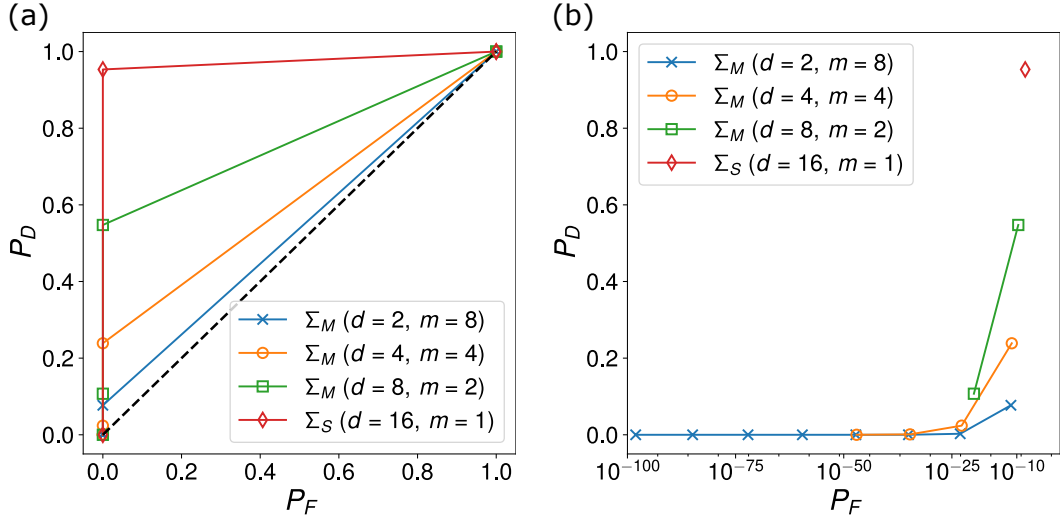 (a)
1.0
0.8
0.6
0.4
0.2
0.0
P_D
0.0 0.2 0.4 0.6 0.8 1.0
P_F
Σ_M (d = 2, m = 8)
Σ_M (d = 4, m = 4)
Σ_M (d = 8, m = 2)
Σ_S (d = 16, m = 1)
(b)
1.0
0.8
0.6
0.4
0.2
0.0
P_D
10^-100 10^-75 10^-50 10^-25 10^-10
P_F
Σ_M (d = 2, m = 8)
Σ_M (d = 4, m = 4)
Σ_M (d = 8, m = 2)
Σ_S (d = 16, m = 1)